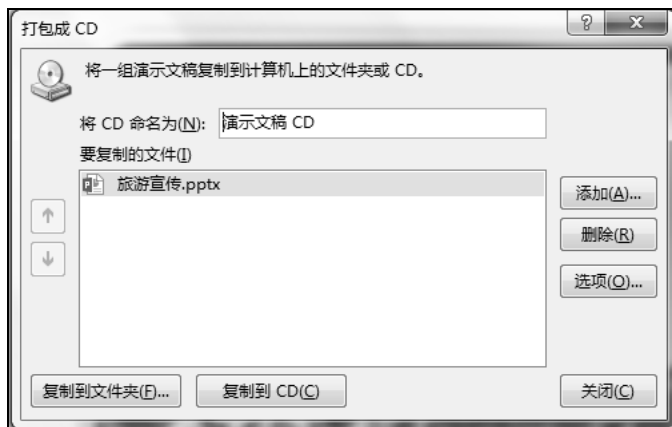 打包成 CD
将一组演示文稿复制到计算机上的文件夹或 CD。
将 CD 命名为(N): 演示文稿 CD
要复制的文件(I)
旅游宣传.pptx
添加(A)...
删除(R)
选项(O)...
复制到文件夹(F)... 复制到 CD(C) 关闭(C)